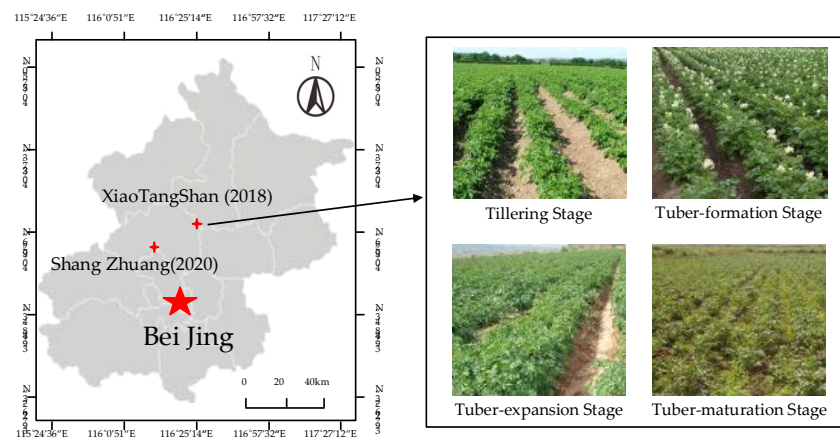 115°24′36″E 116°0′51″E 116°25′14″E 116°57′32″E 117°27′12″E
N
XiaoTangShan (2018)
Shang Zhuang(2020)
Bei Jing
0 20 40km
115°24′36″E 116°0′51″E 116°25′14″E 116°57′32″E 117°27′12″E
Tillering Stage
Tuber-formation Stage
Tuber-expansion Stage
Tuber-maturation Stage